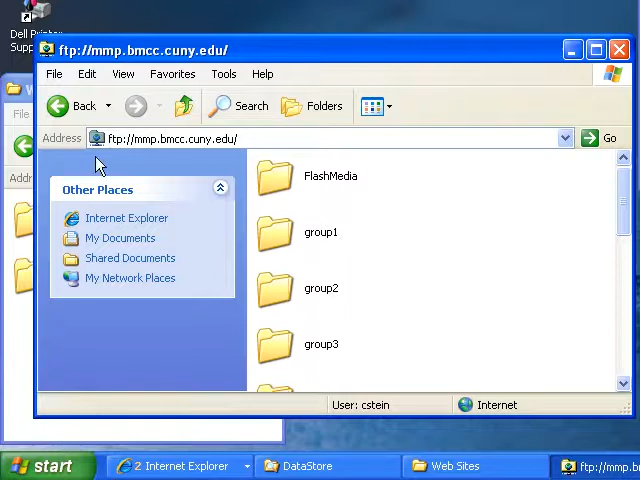 Dell Printer
Supp
ftp://mmp.bmcc.cuny.edu/
File Edit View Favorites Tools Help
Back Search Folders
Address ftp://mmp.bmcc.cuny.edu/ Go
Other Places
Internet Explorer
My Documents
Shared Documents
My Network Places
FlashMedia
group1
group2
group3
User: cstein Internet
W
File
Addr
start 2 Internet Explorer DataStore Web Sites ftp://mmp.b